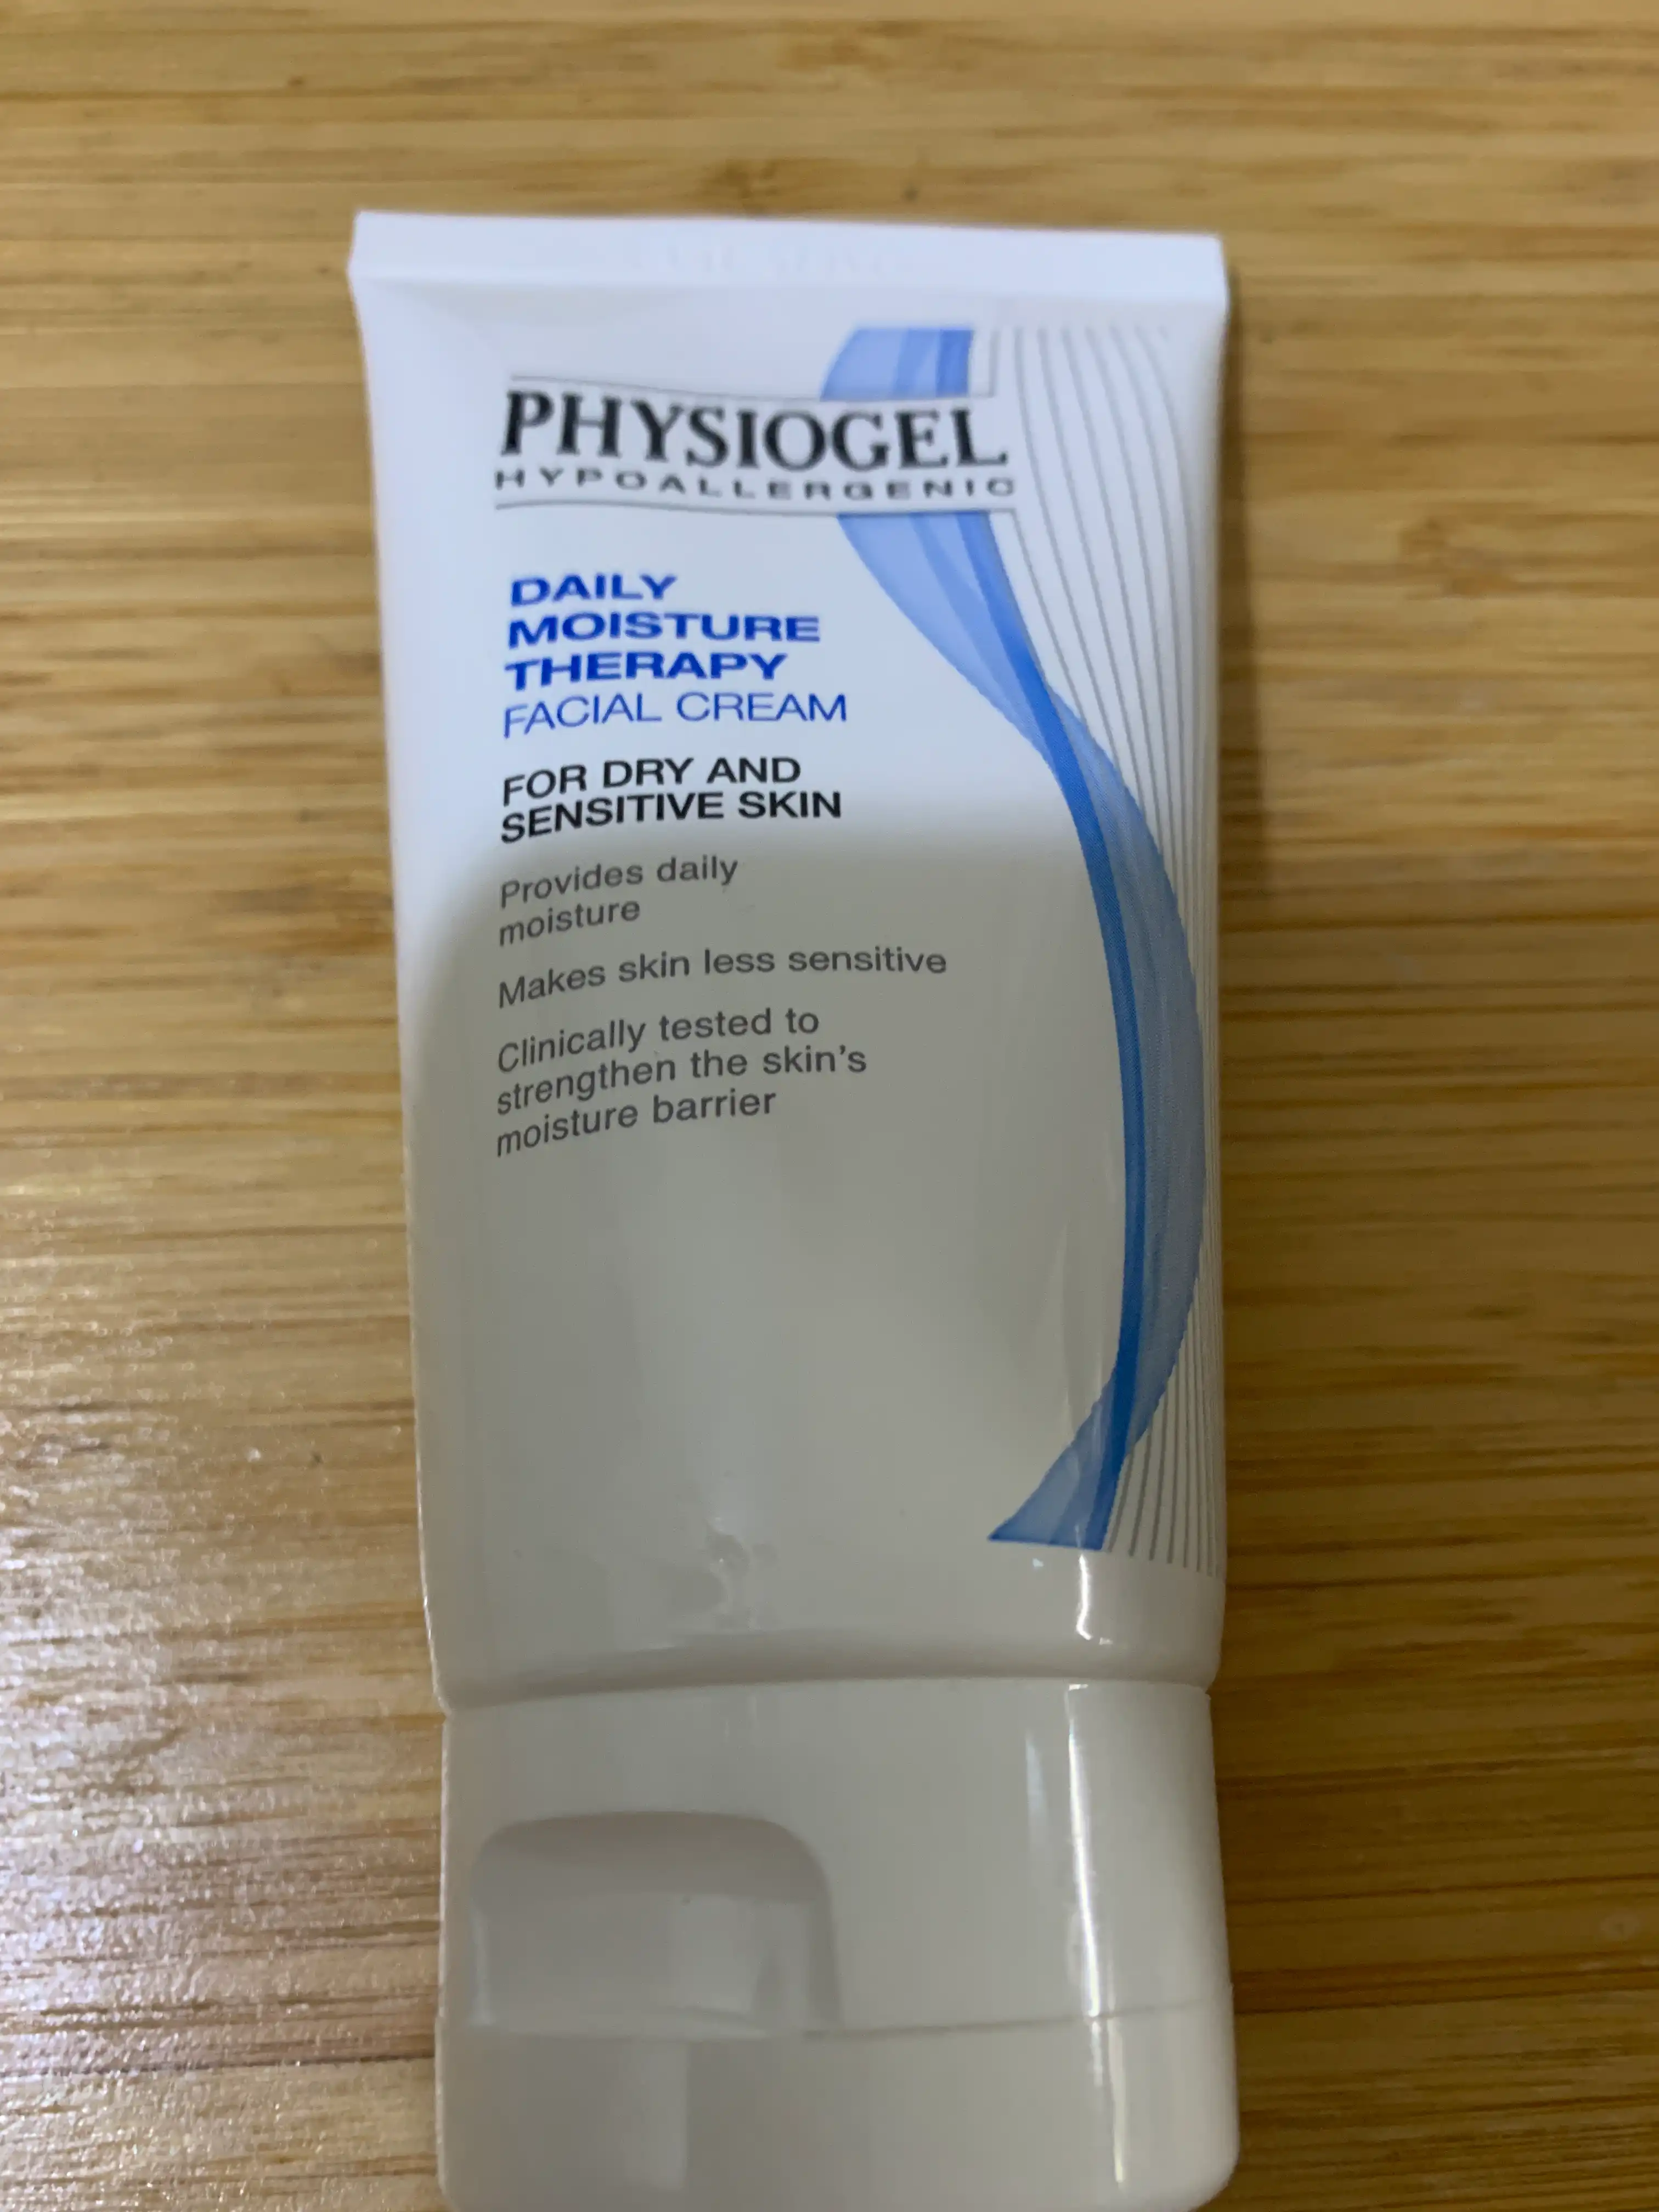 PHYSIOGEL
HYPOALLERGENIC
DAILY
MOISTURE
THERAPY
FACIAL CREAM
FOR DRY AND
SENSITIVE SKIN
Provides daily
moisture
Makes skin less sensitive
Clinically tested to
strengthen the skin's
moisture barrier